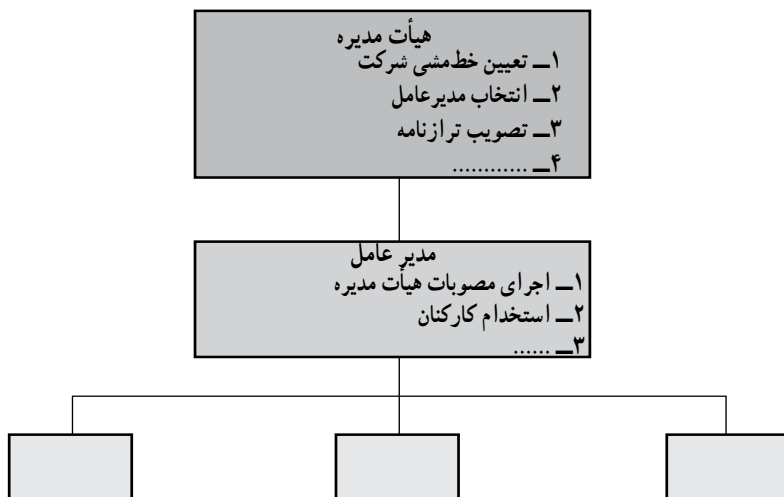 هیأت مدیره
۱ــ تعیین خط‌مشی شرکت
۲ــ انتخاب مدیرعامل
۳ــ تصویب ترازنامه
۴ــ ............
مدیر عامل
۱ــ اجرای مصوبات هیأت مدیره
۲ــ استخدام کارکنان
۳ــ ......